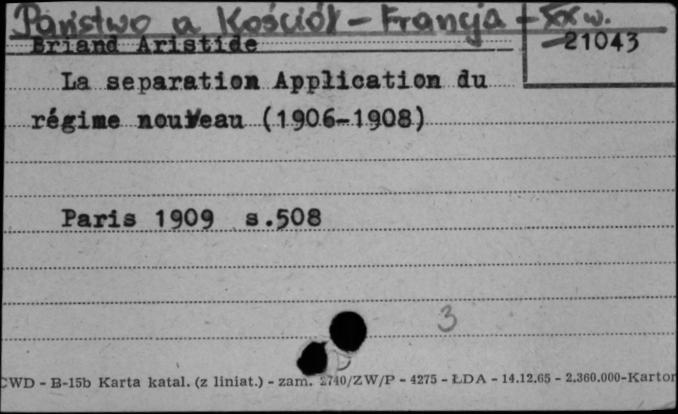 Państwo a Kościół - Francja - XX w.
Briand Aristide
21043
La separation Application du
régime nouveau (1906-1908)
Paris 1909 s.508
3
P
CWD - B-15b Karta katal. (z liniat.) - zam. 2740/ZW/P - 4275 - ŁDA - 14.12.65 - 2.360.000-Karton